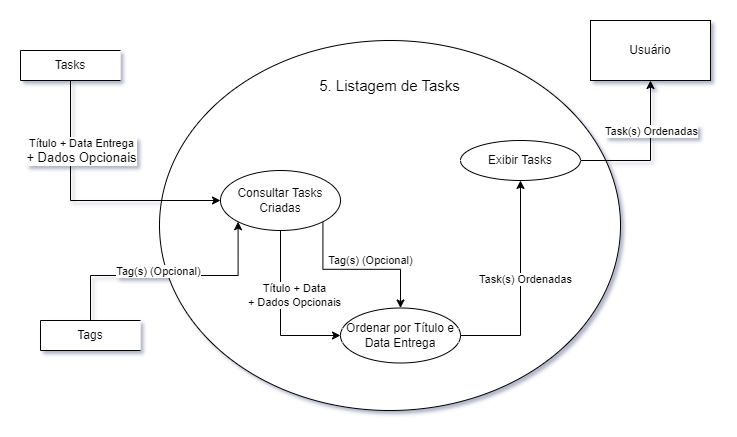 Usuário
Tasks
5. Listagem de Tasks
Task(s) Ordenadas
Título + Data Entrega
+ Dados Opcionais
Exibir Tasks
Consultar Tasks
Criadas
Tag(s) (Opcional)
Tag(s) (Opcional)
Task(s) Ordenadas
Título + Data
+ Dados Opcionais
Tags
Ordenar por Título e
Data Entrega